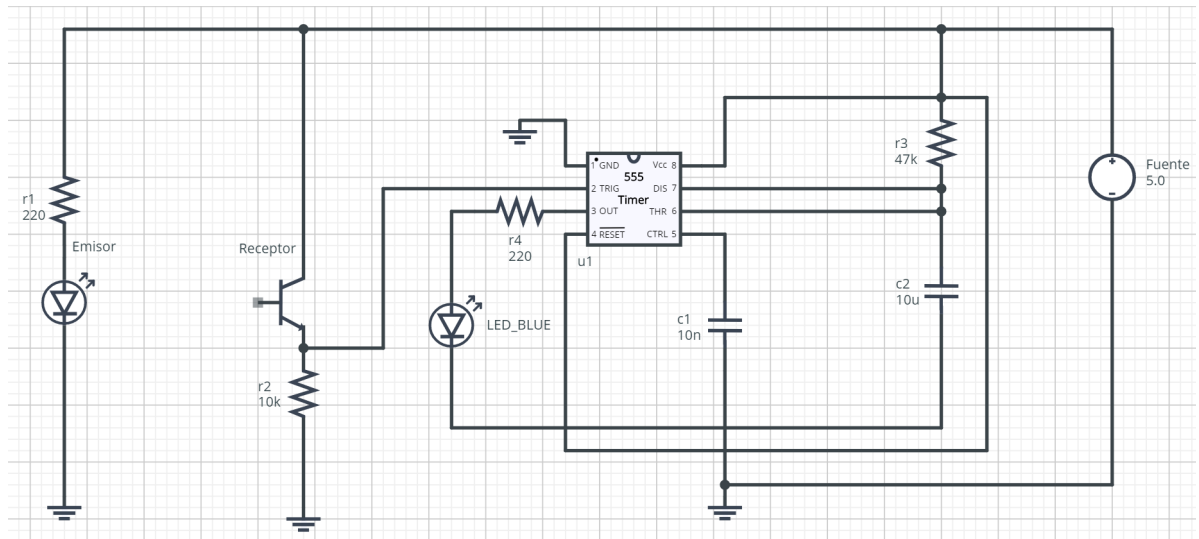 r1
220
Emisor
Receptor
r2
10k
r4
220
LED_BLUE
1 GND
2 TRIG
3 OUT
4 RESET
555
Timer
Vcc 8
DIS 7
THR 6
CTRL 5
u1
c1
10n
r3
47k
c2
10u
+
-
Fuente
5.0